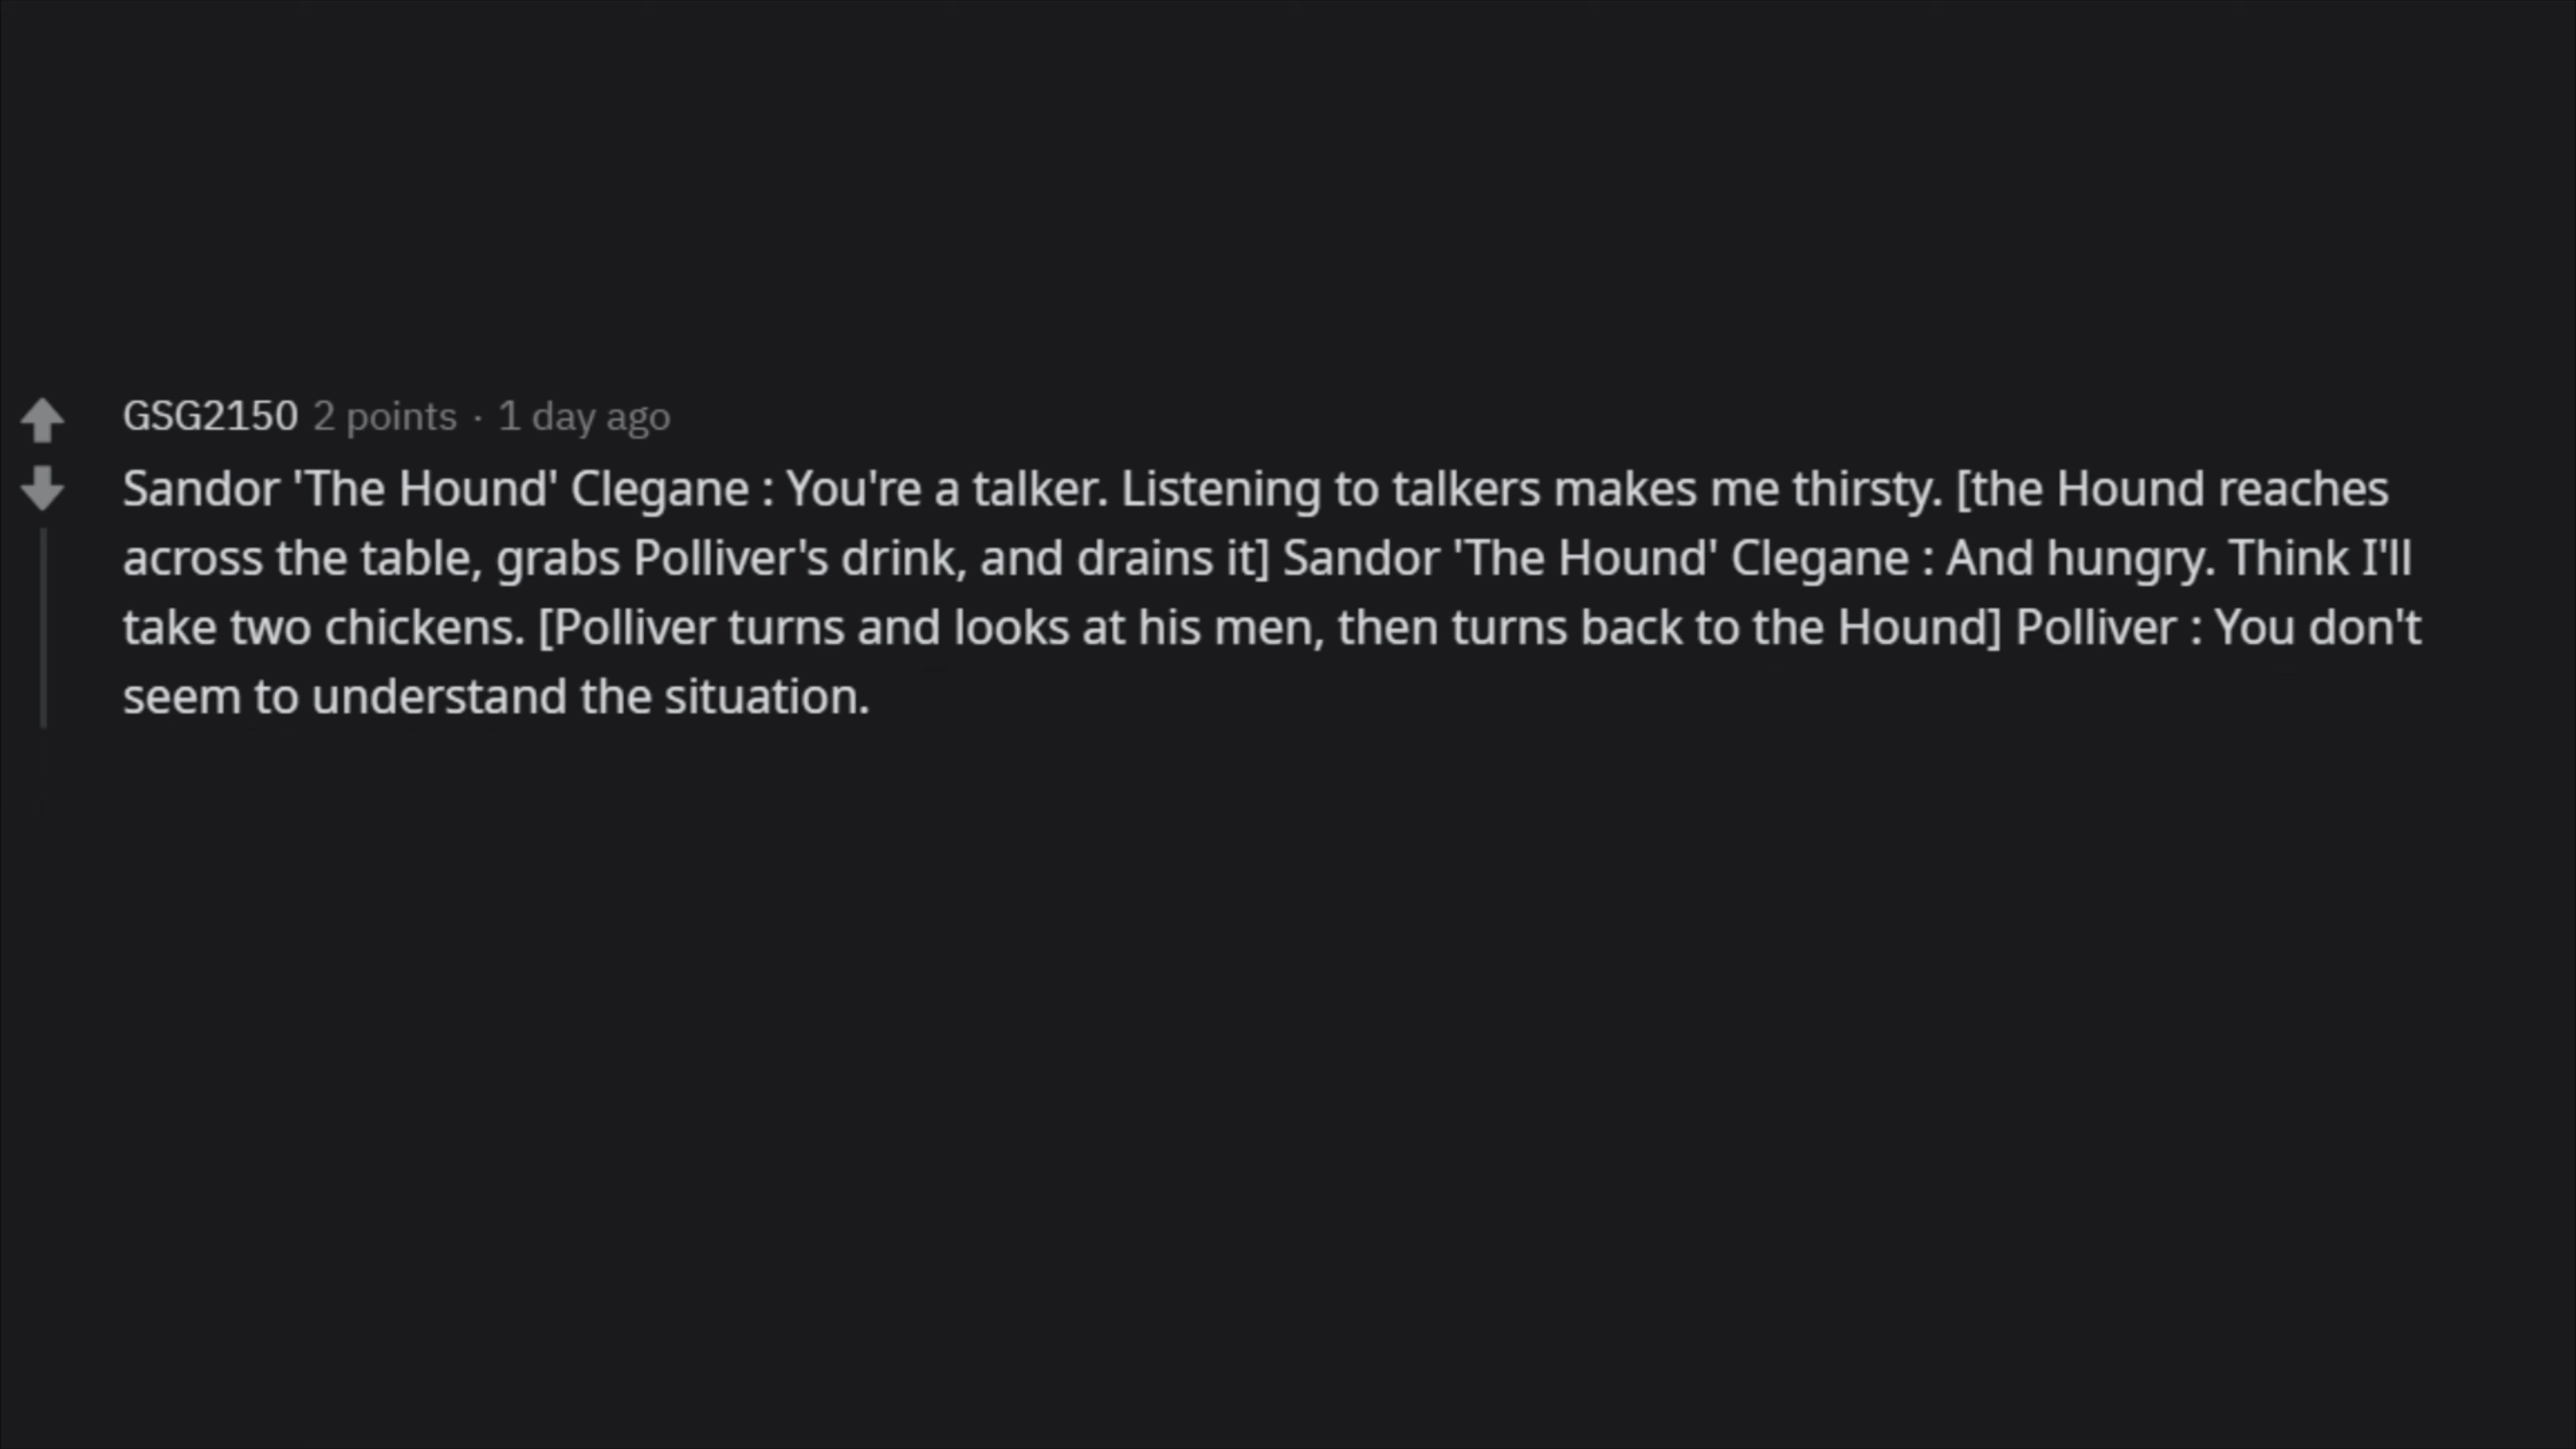 GSG2150 2 points · 1 day ago
Sandor 'The Hound' Clegane : You're a talker. Listening to talkers makes me thirsty. [the Hound reaches
across the table, grabs Polliver's drink, and drains it] Sandor 'The Hound' Clegane : And hungry. Think I'll
take two chickens. [Polliver turns and looks at his men, then turns back to the Hound] Polliver : You don't
seem to understand the situation.